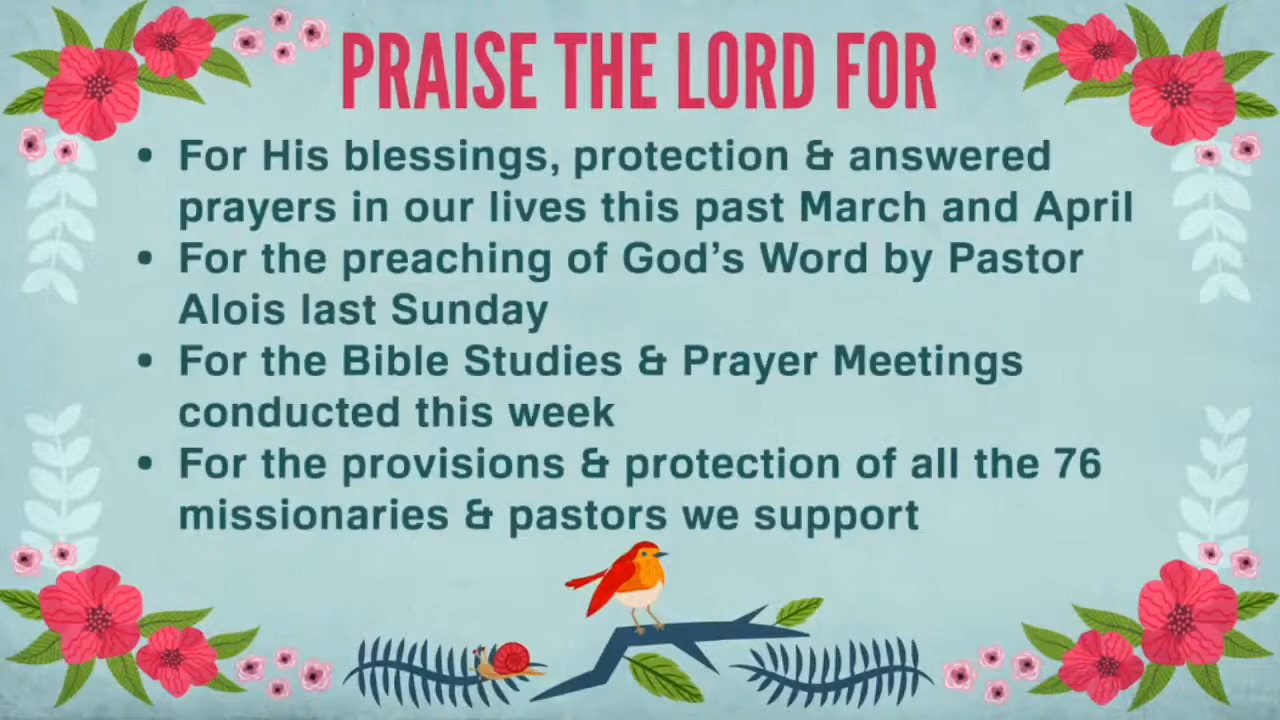 PRAISE THE LORD FOR
• For His blessings, protection & answered
prayers in our lives this past March and April
• For the preaching of God's Word by Pastor
Alois last Sunday
• For the Bible Studies & Prayer Meetings
conducted this week
• For the provisions & protection of all the 76
missionaries & pastors we support